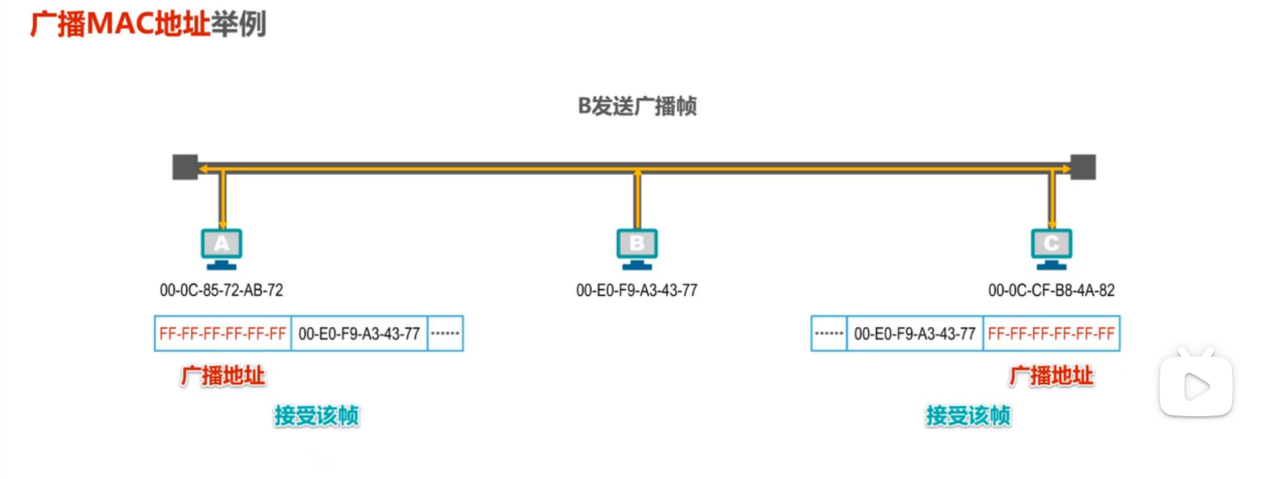 广播MAC地址举例
B发送广播帧
A
B
C
00-0C-85-72-AB-72
00-E0-F9-A3-43-77
00-0C-CF-B8-4A-82
FF-FF-FF-FF-FF-FF 00-E0-F9-A3-43-77 ······
······ 00-E0-F9-A3-43-77 FF-FF-FF-FF-FF-FF
广播地址
广播地址
接受该帧
接受该帧